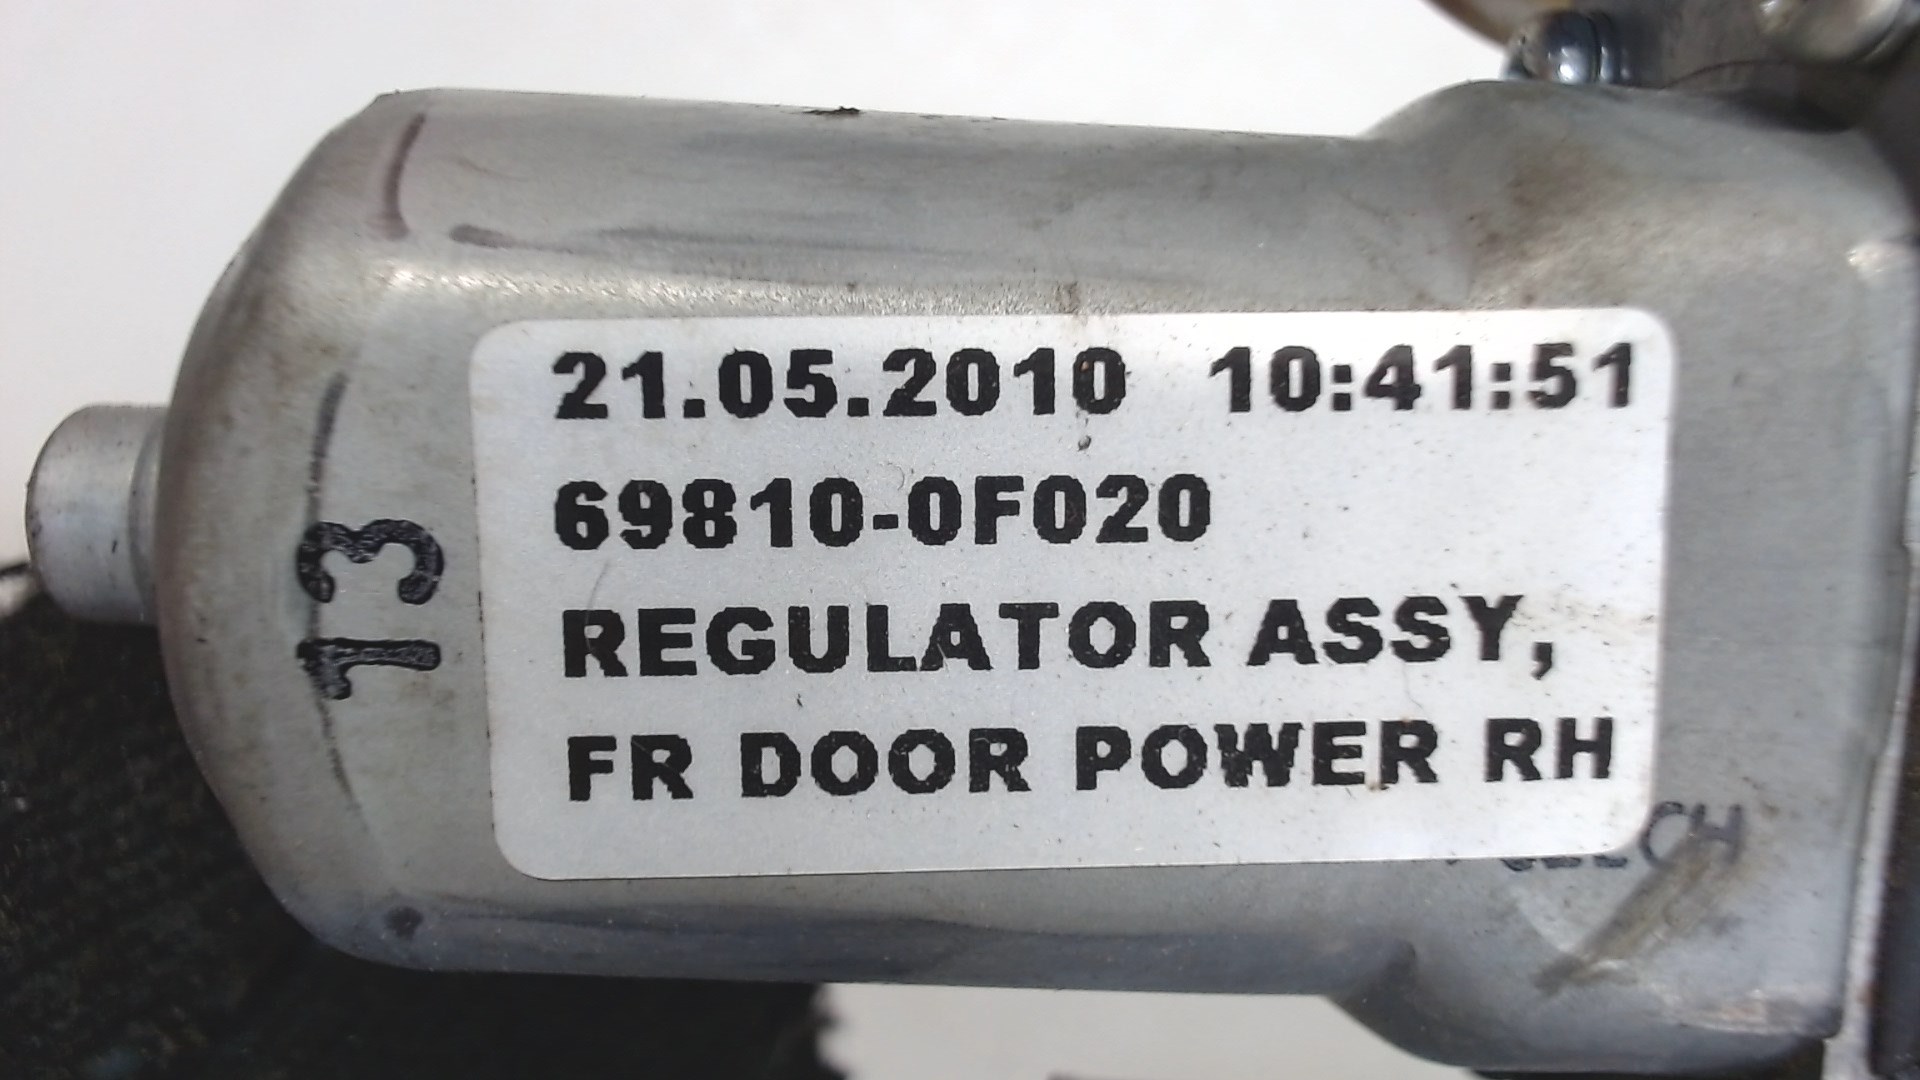 21.05.2010 10:41:51
69810-0F020
REGULATOR ASSY,
FR DOOR POWER RH
13